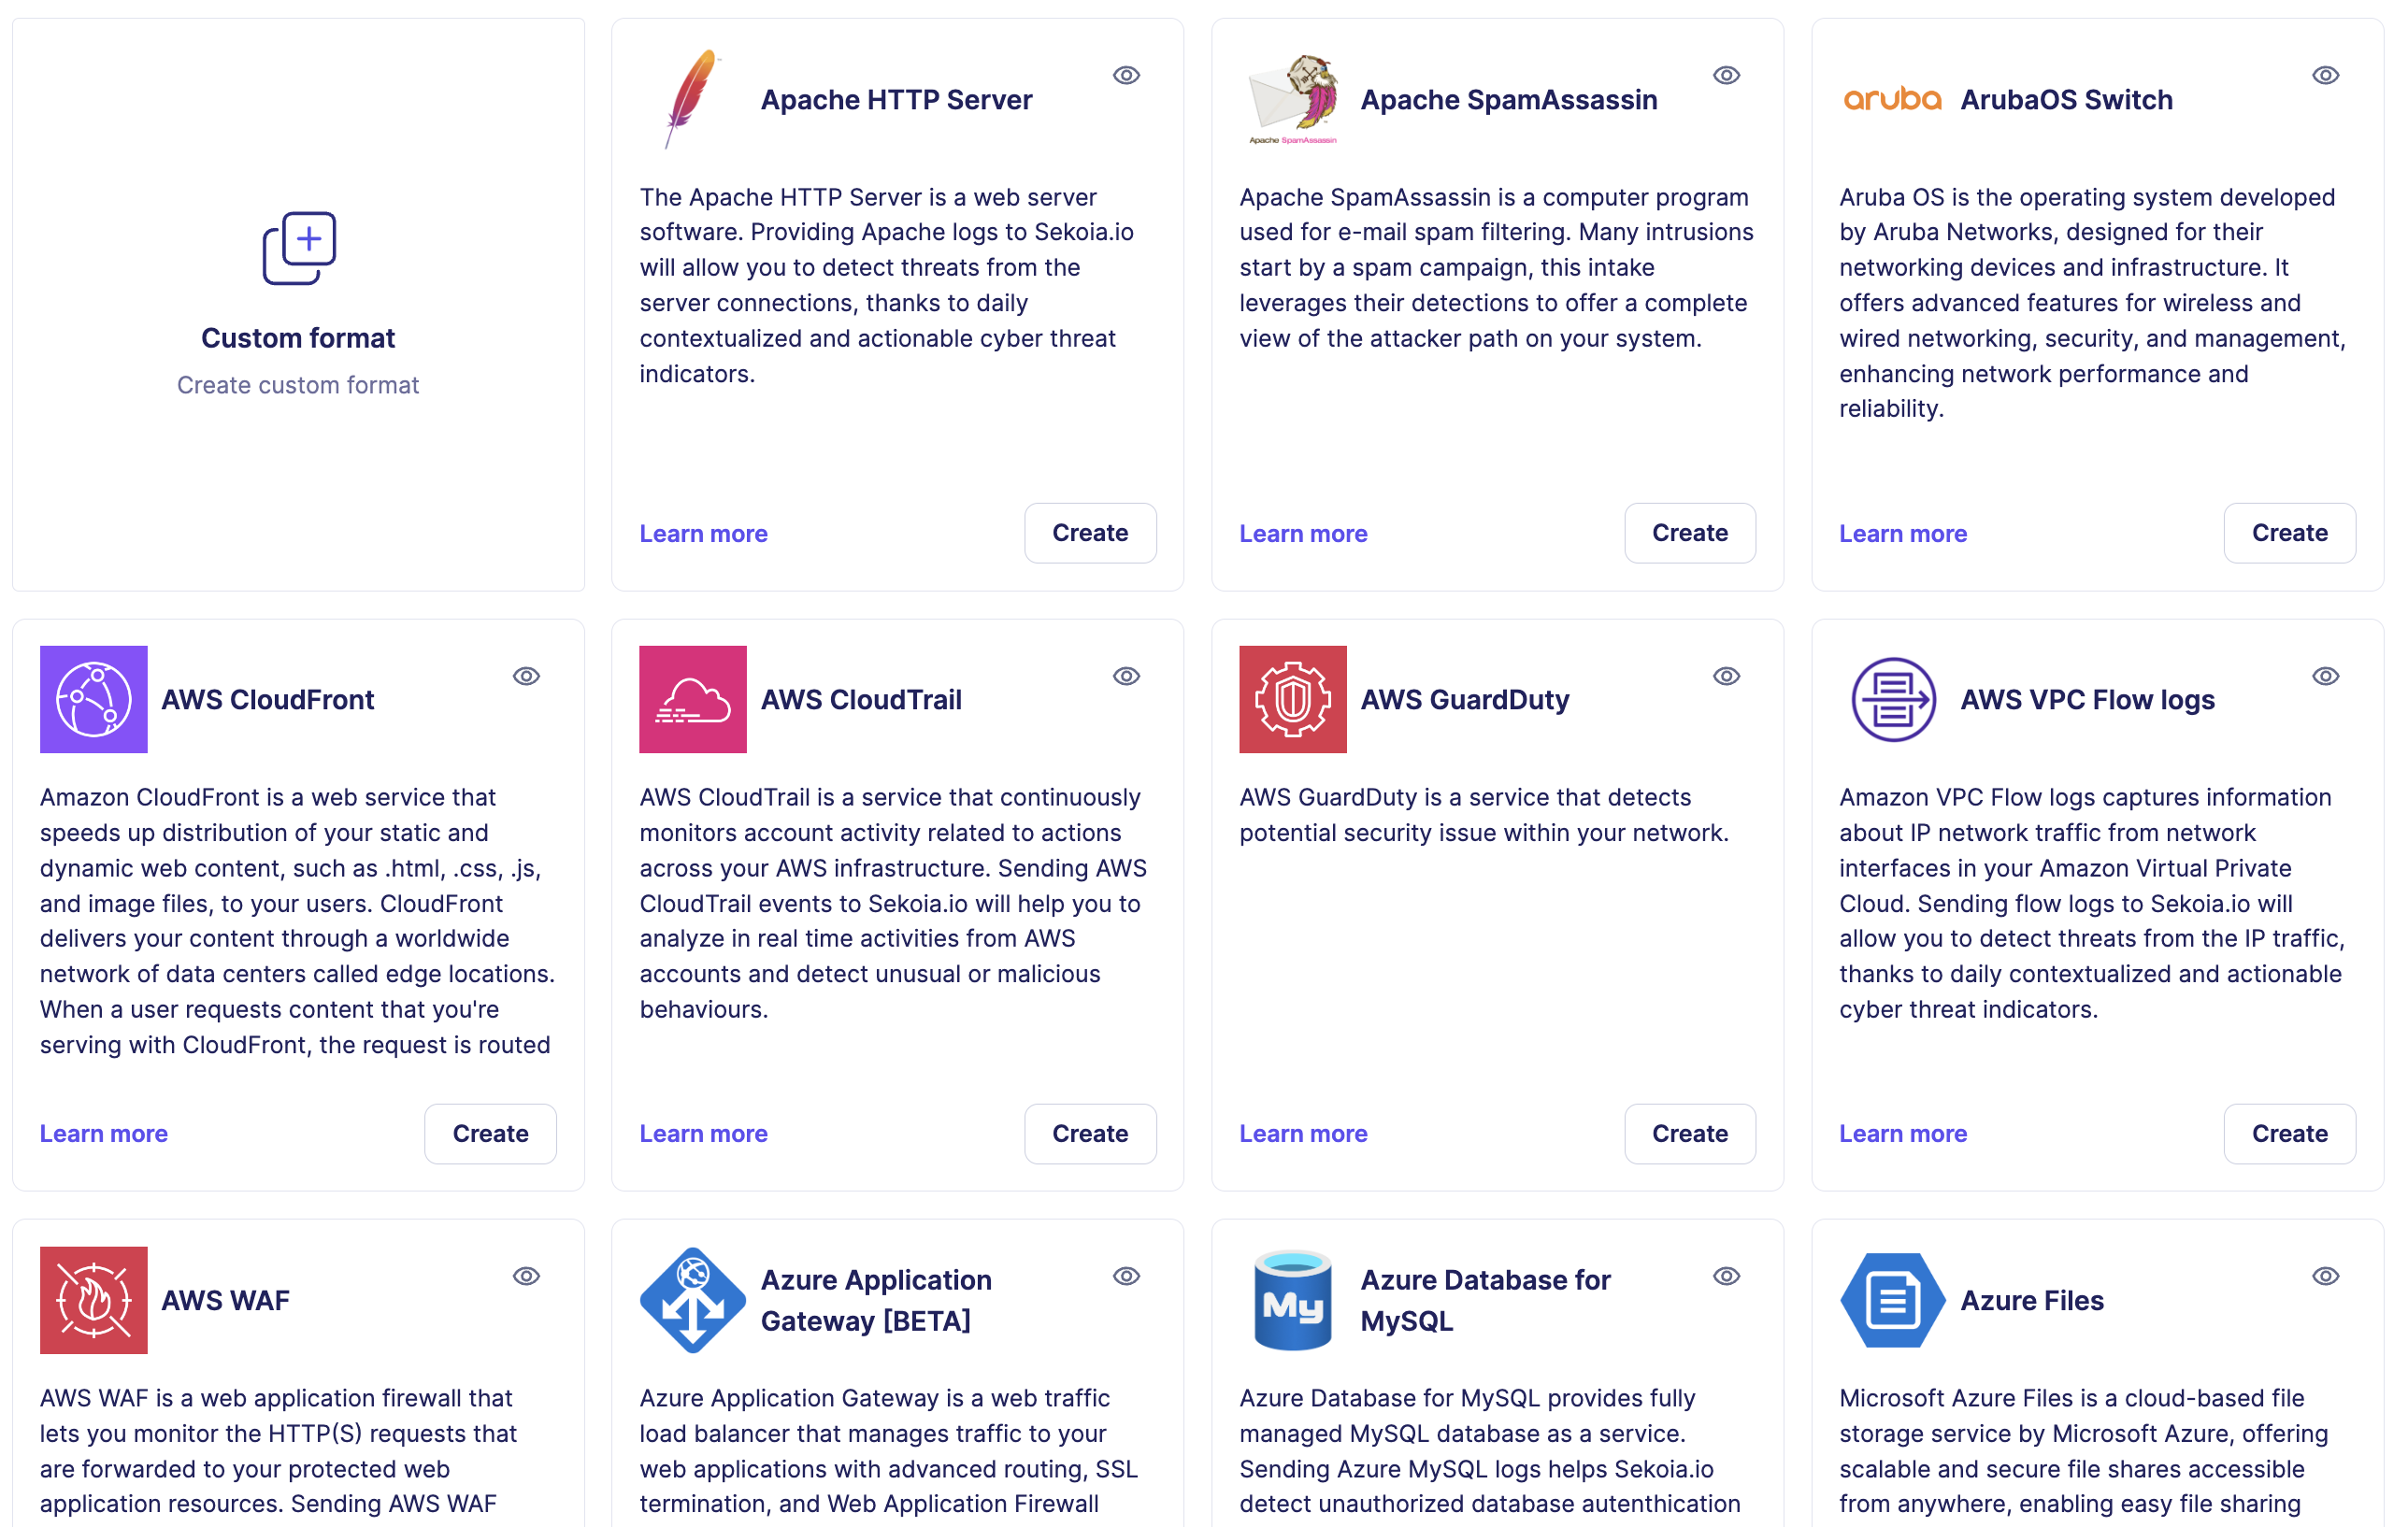 Custom format
Create custom format
Apache HTTP Server
The Apache HTTP Server is a web server
software. Providing Apache logs to Sekoia.io
will allow you to detect threats from the
server connections, thanks to daily
contextualized and actionable cyber threat
indicators.
Learn more
Create
Apache SpamAssassin
Apache SpamAssassin
Apache SpamAssassin is a computer program
used for e-mail spam filtering. Many intrusions
start by a spam campaign, this intake
leverages their detections to offer a complete
view of the attacker path on your system.
Learn more
Create
aruba
ArubaOS Switch
Aruba OS is the operating system developed
by Aruba Networks, designed for their
networking devices and infrastructure. It
offers advanced features for wireless and
wired networking, security, and management,
enhancing network performance and
reliability.
Learn more
Create
AWS CloudFront
Amazon CloudFront is a web service that
speeds up distribution of your static and
dynamic web content, such as .html, .css, .js,
and image files, to your users. CloudFront
delivers your content through a worldwide
network of data centers called edge locations.
When a user requests content that you're
serving with CloudFront, the request is routed
Learn more
Create
AWS CloudTrail
AWS CloudTrail is a service that continuously
monitors account activity related to actions
across your AWS infrastructure. Sending AWS
CloudTrail events to Sekoia.io will help you to
analyze in real time activities from AWS
accounts and detect unusual or malicious
behaviours.
Learn more
Create
AWS GuardDuty
AWS GuardDuty is a service that detects
potential security issue within your network.
Learn more
Create
AWS VPC Flow logs
Amazon VPC Flow logs captures information
about IP network traffic from network
interfaces in your Amazon Virtual Private
Cloud. Sending flow logs to Sekoia.io will
allow you to detect threats from the IP traffic,
thanks to daily contextualized and actionable
cyber threat indicators.
Learn more
Create
AWS WAF
AWS WAF is a web application firewall that
lets you monitor the HTTP(S) requests that
are forwarded to your protected web
application resources. Sending AWS WAF
Azure Application
Gateway [BETA]
Azure Application Gateway is a web traffic
load balancer that manages traffic to your
web applications with advanced routing, SSL
termination, and Web Application Firewall
My
Azure Database for
MySQL
Azure Database for MySQL provides fully
managed MySQL database as a service.
Sending Azure MySQL logs helps Sekoia.io
detect unauthorized database autenthication
Azure Files
Microsoft Azure Files is a cloud-based file
storage service by Microsoft Azure, offering
scalable and secure file shares accessible
from anywhere, enabling easy file sharing